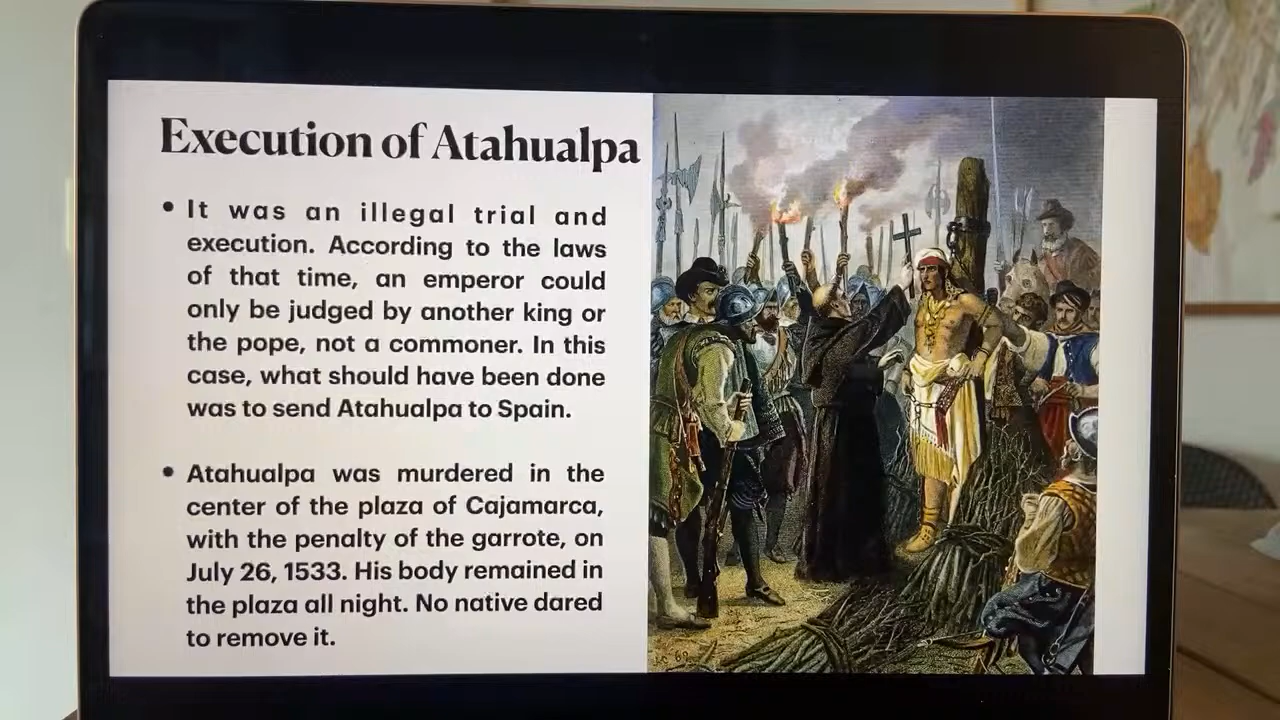 Execution of Atahualpa
• It was an illegal trial and
execution. According to the laws
of that time, an emperor could
only be judged by another king or
the pope, not a commoner. In this
case, what should have been done
was to send Atahualpa to Spain.
• Atahualpa was murdered in the
center of the plaza of Cajamarca,
with the penalty of the garrote, on
July 26, 1533. His body remained in
the plaza all night. No native dared
to remove it.